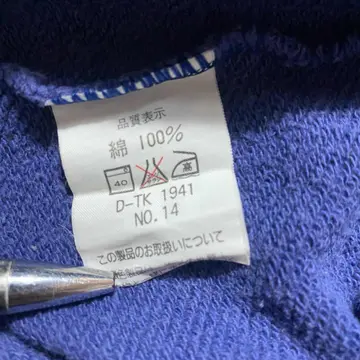 品質表示
綿 100%
40 高
D-TK 1941
NO.14
この製品のお取扱いについて